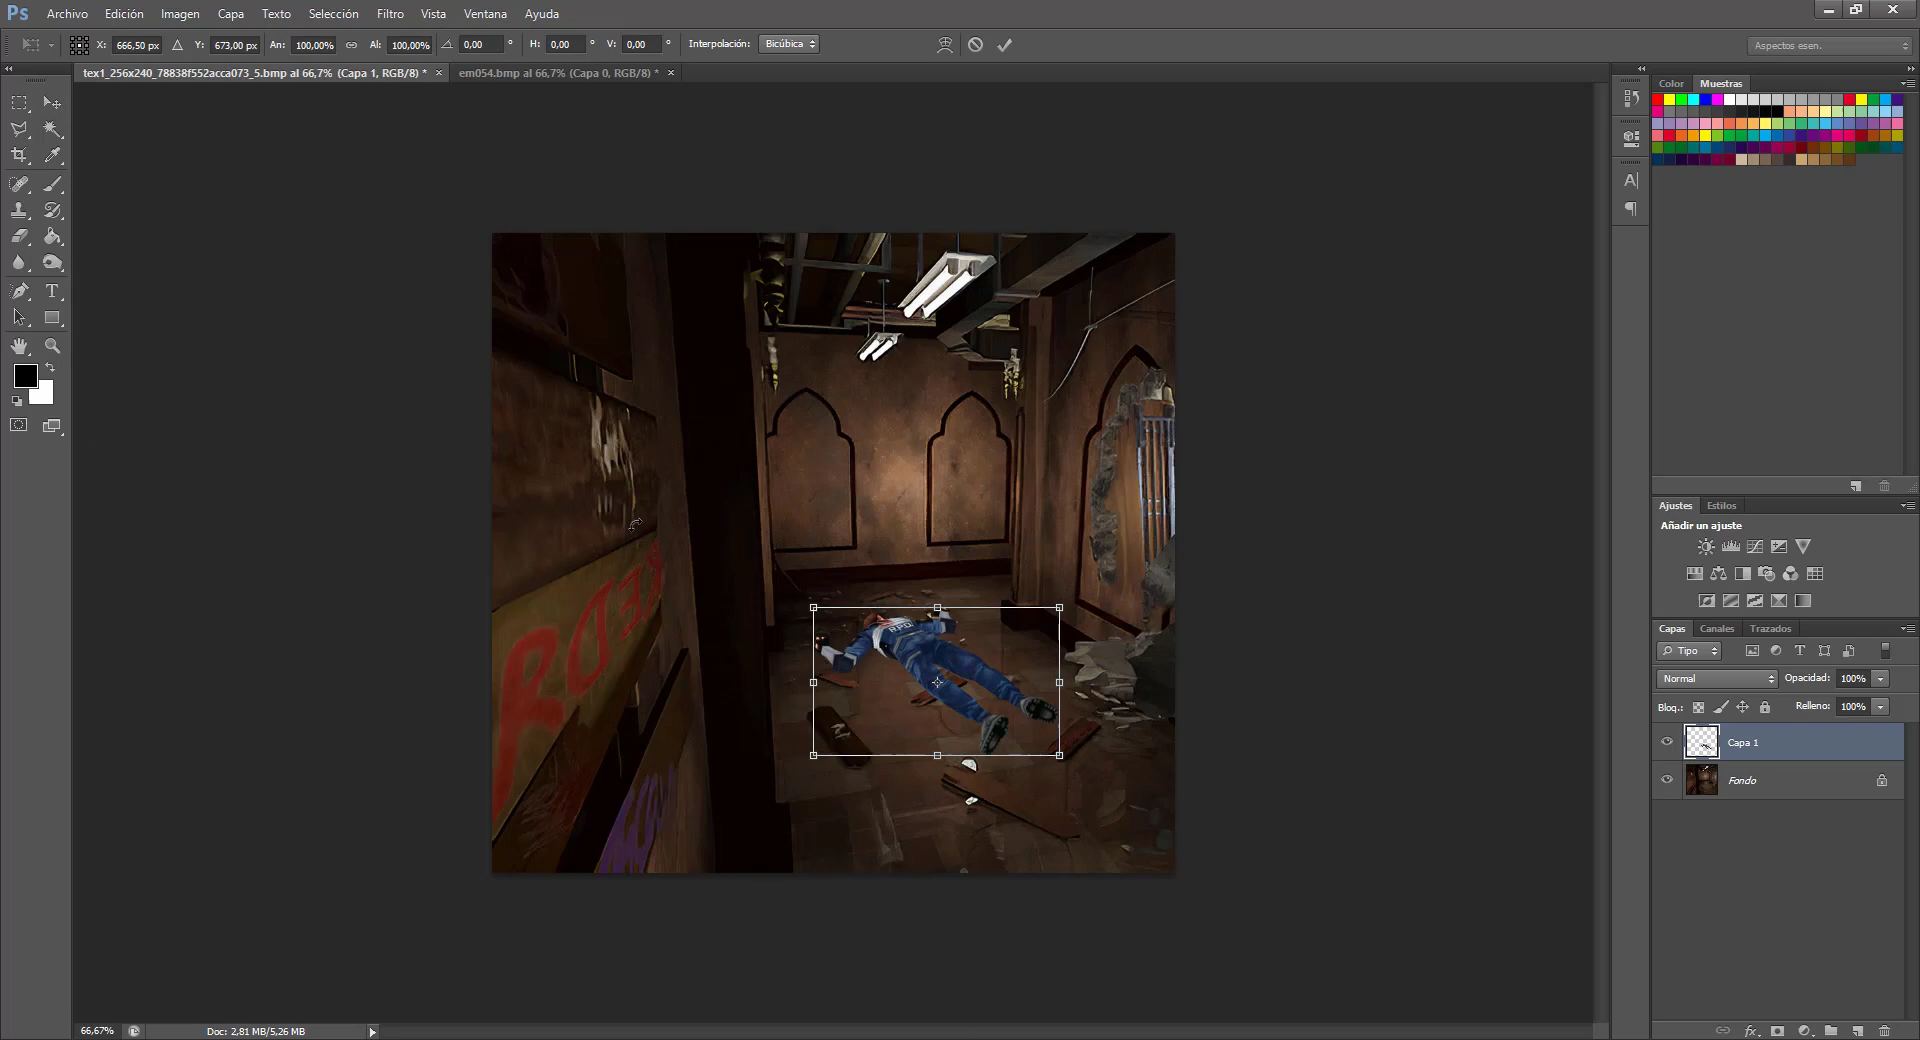 Ps Archivo Edición Imagen Capa Texto Selección Filtro Vista Ventana Ayuda
X: 666,50 px Y: 673,00 px An: 100,00% Al: 100,00% 0,00 ° H: 0,00 ° V: 0,00 ° Interpolación: Bicúbica Aspectos esen.
tex1_256x240_78838f552acca073_5.bmp al 66,7% (Capa 1, RGB/8) * × em054.bmp al 66,7% (Capa 0, RGB/8) * ×
Color Muestras
Ajustes Estilos
Añadir un ajuste
R.P.D.
Capas Canales Trazados
Tipo
Normal Opacidad: 100%
Bloq.: Relleno: 100%
Capa 1
Fondo
66,67% Doc: 2,81 MB/5,26 MB